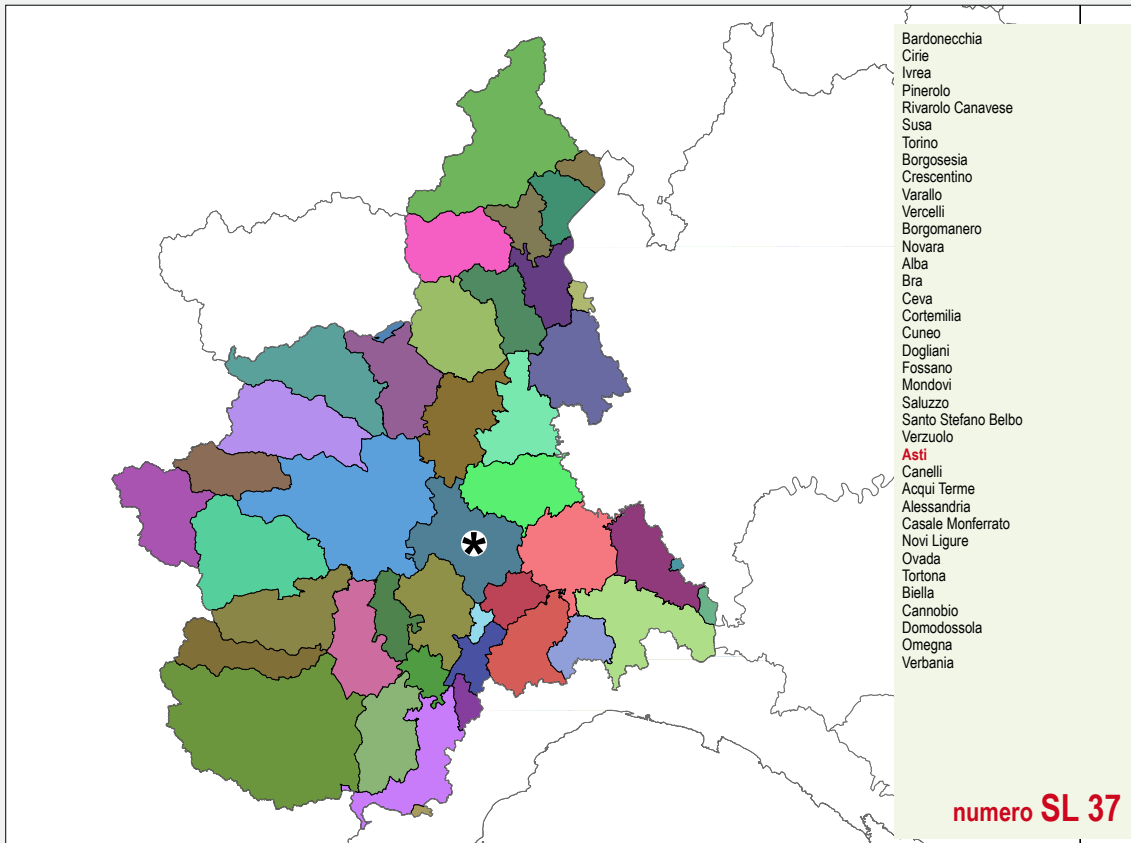 Bardonecchia
Cirie
Ivrea
Pinerolo
Rivarolo Canavese
Susa
Torino
Borgosesia
Crescentino
Varallo
Vercelli
Borgomanero
Novara
Alba
Bra
Ceva
Cortemilia
Cuneo
Dogliani
Fossano
Mondovi
Saluzzo
Santo Stefano Belbo
Verzuolo
Asti
Canelli
Acqui Terme
Alessandria
Casale Monferrato
Novi Ligure
Ovada
Tortona
Biella
Cannobio
Domodossola
Omegna
Verbania
numero SL 37